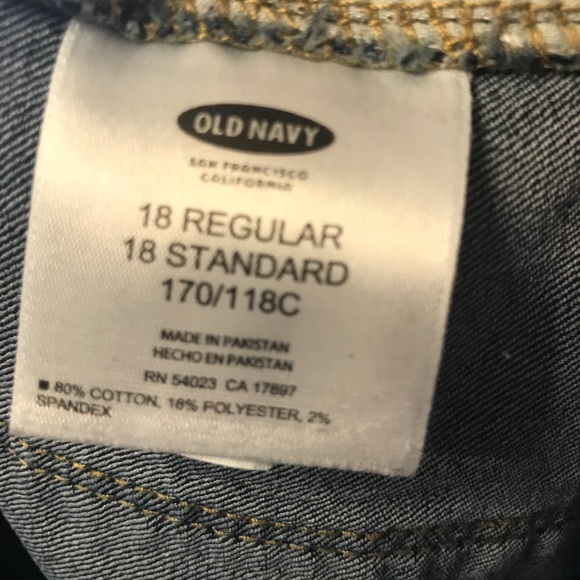 OLD NAVY
SAN FRANCISCO
CALIFORNIA
18 REGULAR
18 STANDARD
170/118C
MADE IN PAKISTAN
HECHO EN PAKISTAN
RN 54023 CA 17897
■ 80% COTTON, 18% POLYESTER, 2%
SPANDEX